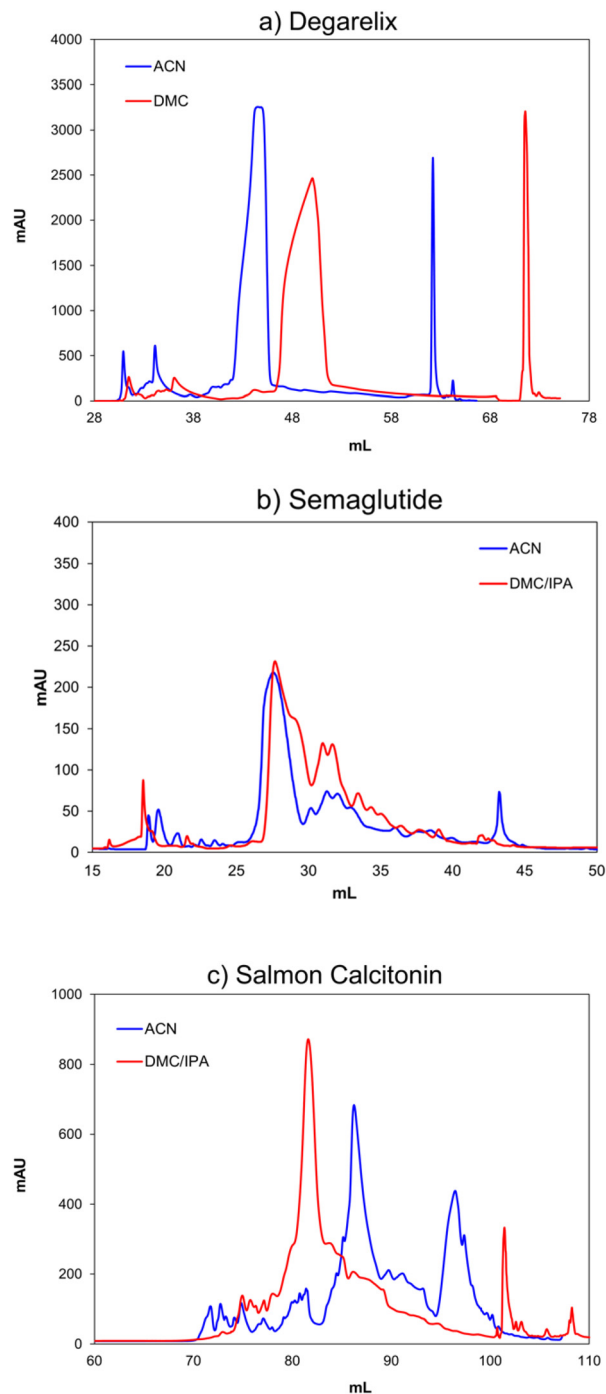 a) Degarelix
4000
3500
3000
2500
2000
1500
1000
500
0
mAU
ACN
DMC
28 38 48 58 68 78
mL
b) Semaglutide
400
350
300
250
200
150
100
50
0
mAU
ACN
DMC/IPA
15 20 25 30 35 40 45 50
mL
c) Salmon Calcitonin
1000
800
600
400
200
0
mAU
ACN
DMC/IPA
60 70 80 90 100 110
mL